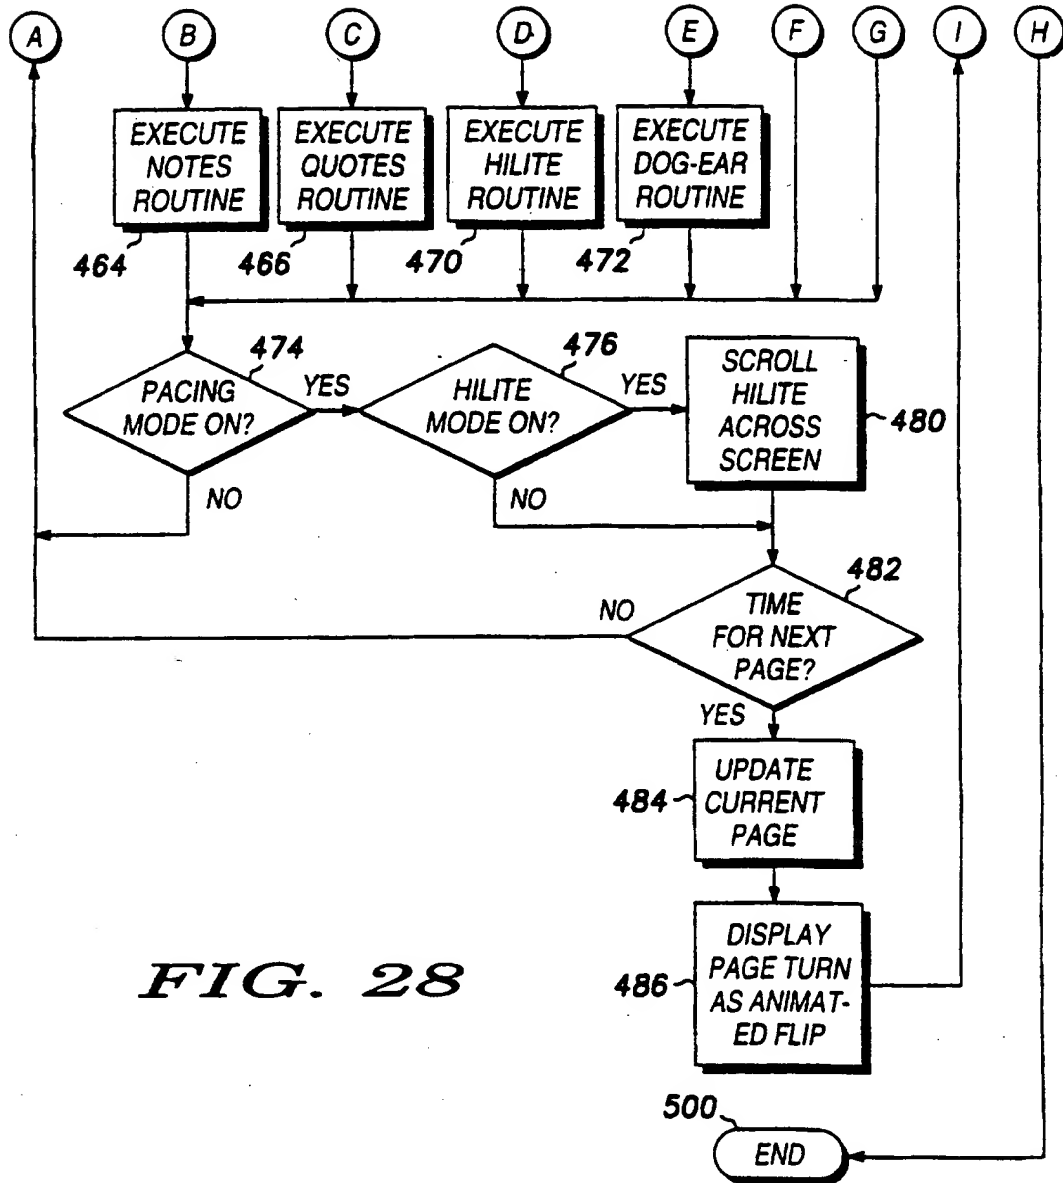 A B C D E F G I H
EXECUTE
NOTES
ROUTINE
464
EXECUTE
QUOTES
ROUTINE
466
EXECUTE
HILITE
ROUTINE
470
EXECUTE
DOG-EAR
ROUTINE
472
474
PACING
MODE ON?
YES
NO
476
HILITE
MODE ON?
YES
NO
SCROLL
HILITE
ACROSS
SCREEN
480
482
TIME
FOR NEXT
PAGE?
NO
YES
UPDATE
CURRENT
PAGE
484
DISPLAY
PAGE TURN
AS ANIMAT-
ED FLIP
486
FIG. 28
500
END